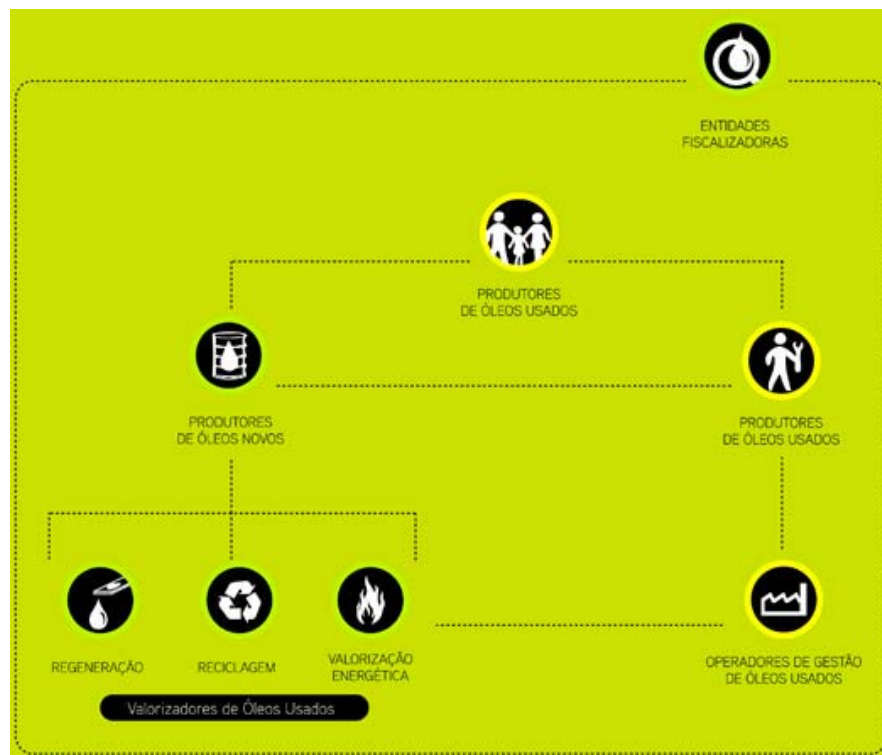 ENTIDADES
FISCALIZADORAS
PRODUTORES
DE ÓLEOS USADOS
PRODUTORES
DE ÓLEOS NOVOS
PRODUTORES
DE ÓLEOS USADOS
REGENERAÇÃO
RECICLAGEM
VALORIZAÇÃO
ENERGÉTICA
OPERADORES DE GESTÃO
DE ÓLEOS USADOS
Valorizadores de Óleos Usados